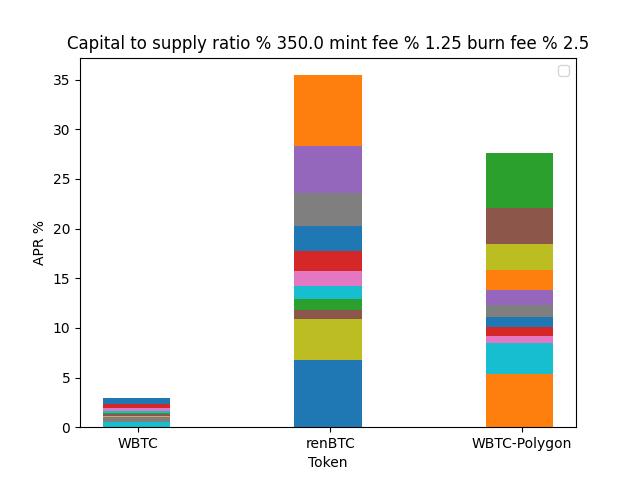 Capital to supply ratio % 350.0 mint fee % 1.25 burn fee % 2.5
35
30
25
20
15
10
5
0
APR %
WBTC
renBTC
WBTC-Polygon
Token